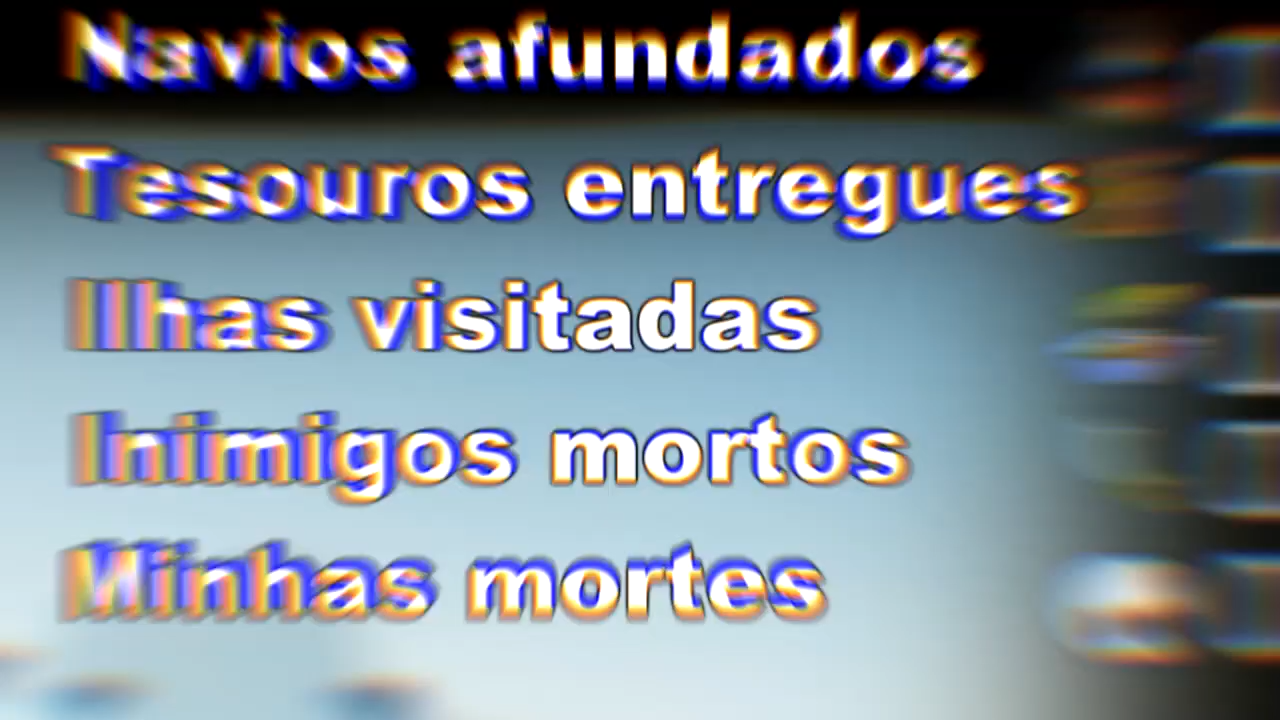 Navios afundados
Tesouros entregues
Ilhas visitadas
Inimigos mortos
Minhas mortes